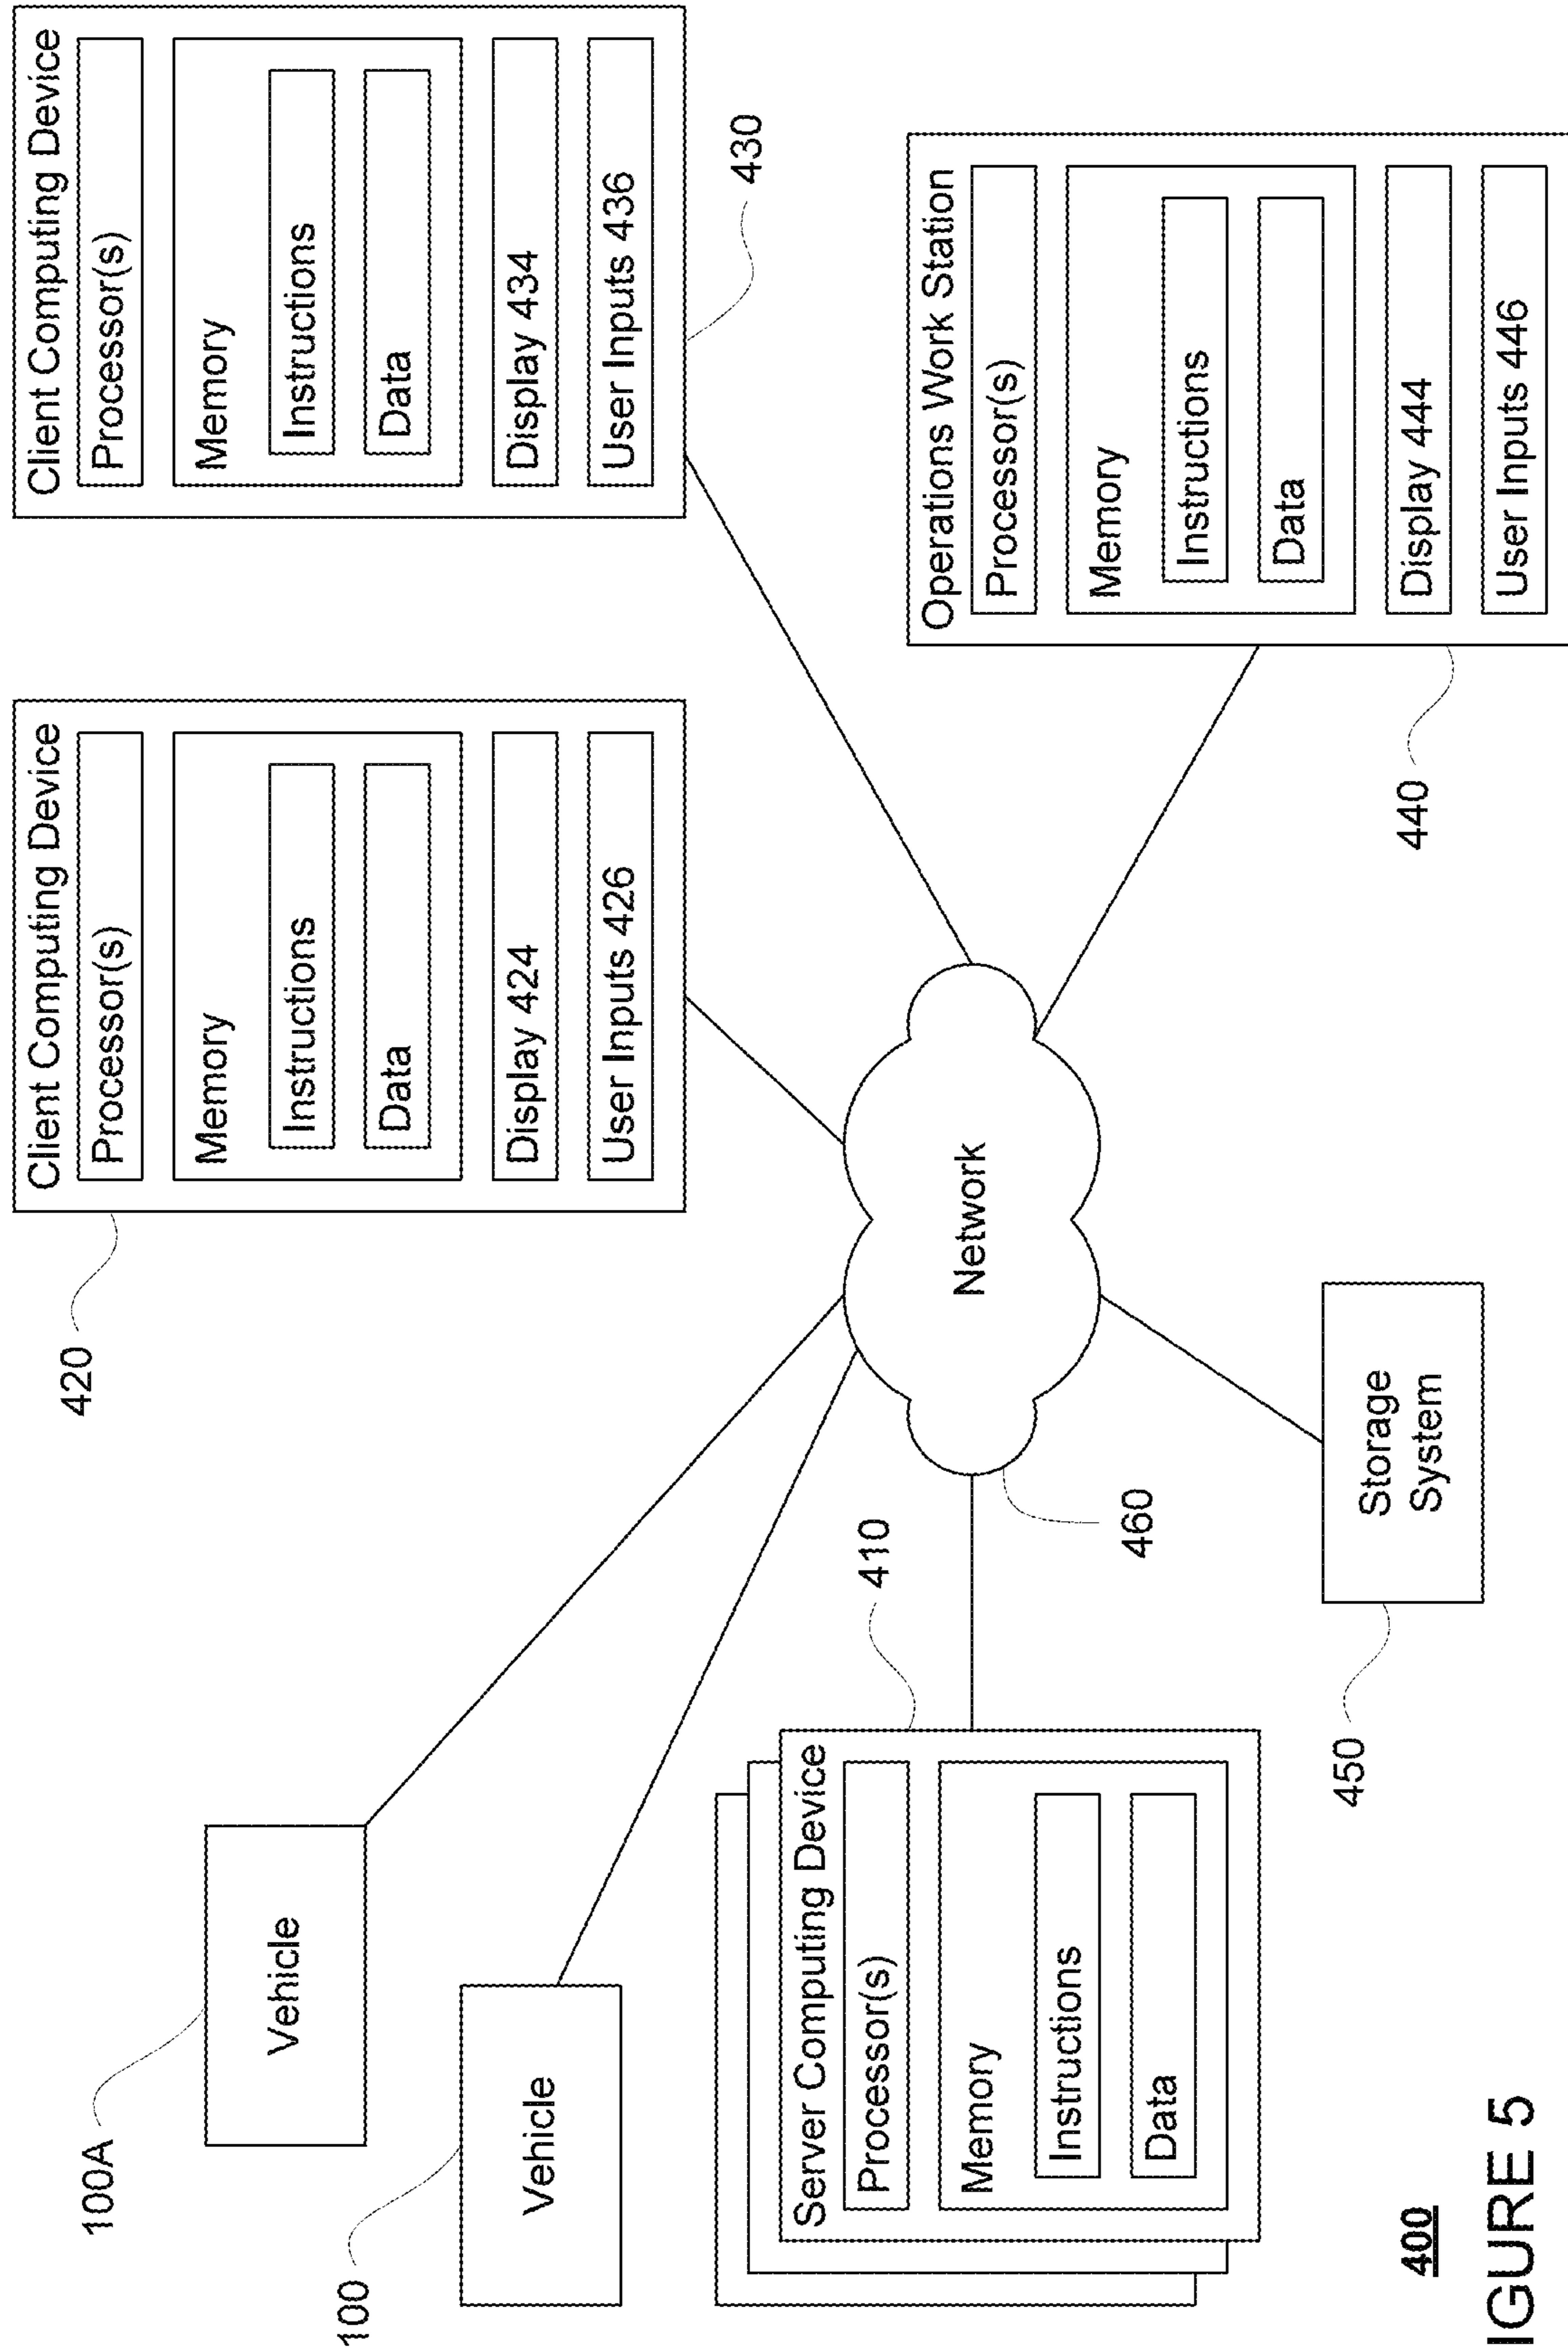 100A
Vehicle
100
Vehicle
420
Client Computing Device
Processor(s)
Memory
Instructions
Data
Display 424
User Inputs 426
Client Computing Device
Processor(s)
Memory
Instructions
Data
Display 434
User Inputs 436
430
Server Computing Device
Processor(s)
Memory
Instructions
Data
410
Network
460
Storage
System
450
Operations Work Station
Processor(s)
Memory
Instructions
Data
Display 444
User Inputs 446
440
400
IGURE 5